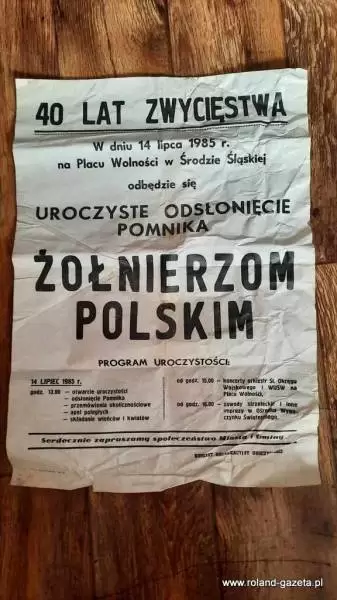 40 LAT ZWYCIĘSTWA
W dniu 14 lipca 1985 r.
na Placu Wolności w Środzie Śląskiej
odbędzie się
UROCZYSTE ODSŁONIĘCIE
POMNIKA
ŻOŁNIERZOM
POLSKIM
PROGRAM UROCZYSTOŚCI:
14 LIPIEC 1985 r.
godz. 13.00 — otwarcie uroczystości
— odsłonięcie Pomnika
— przemówienia okolicznościowe
— apel poległych
— składanie wieńców i kwiatów
od godz. 15.00 — koncerty orkiestr Śl. Okręgu
Wojskowego i WUSW na
Placu Wolności,
od godz. 16.00 — zawody strzeleckie i inne
imprezy w Ośrodku Wypo-
czynku Świątecznego.
Serdecznie zapraszamy społeczeństwo Miasta i Gminy
www.roland-gazeta.pl